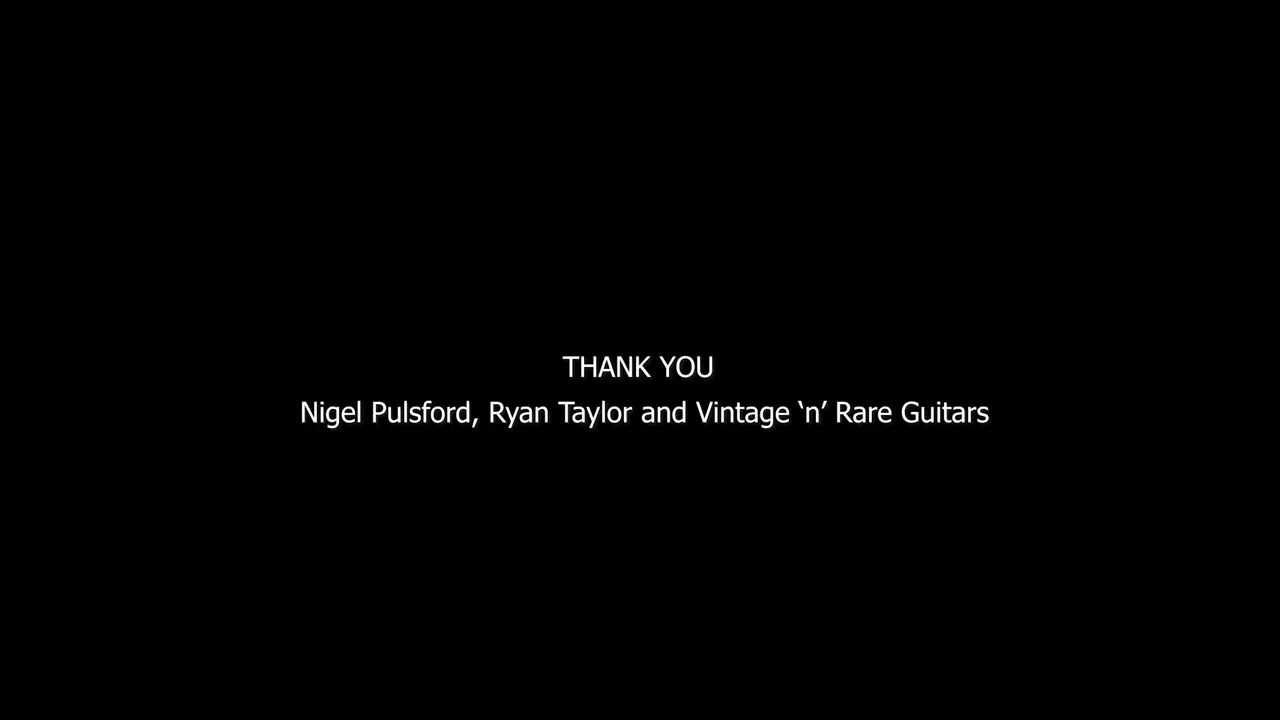 THANK YOU
Nigel Pulsford, Ryan Taylor and Vintage ‘n’ Rare Guitars